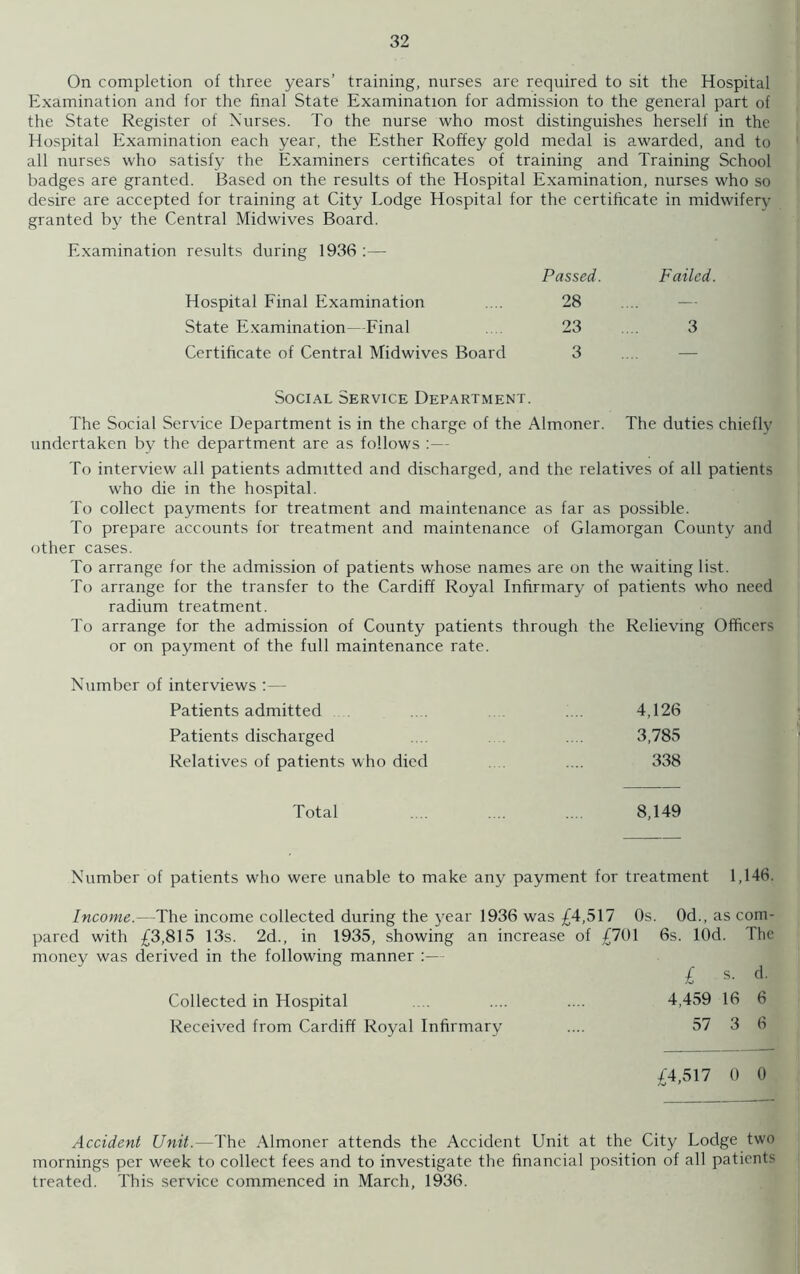 32
On completion of three years' training, nurses are required to sit the Hospital
Examination and for the final State Examination for admission to the general part of
the State Register of Nurses. To the nurse who most distinguishes herself in the
Hospital Examination each year, the Esther Roffey gold medal is awarded, and to
all nurses who satisfy the Examiners certificates of training and Training School
badges are granted. Based on the results of the Hospital Examination, nurses who so
desire are accepted for training at City Lodge Hospital for the certificate in midwifery
granted by the Central Midwives Board.
Examination results during 1936 :—
Passed. Failed.
Hospital Final Examination .... 28 .... —
State Examination—Final .... 23 .... 3
Certificate of Central Midwives Board 3 .... —
Social Service Department.
The Social Service Department is in the charge of the Almoner. The duties chiefly
undertaken by the department are as follows :—
To interview all patients admitted and discharged, and the relatives of all patients
who die in the hospital.
To collect payments for treatment and maintenance as far as possible.
To prepare accounts for treatment and maintenance of Glamorgan County and
other cases.
To arrange for the admission of patients whose names are on the waiting list.
To arrange for the transfer to the Cardiff Royal Infirmary of patients who need
radium treatment.
To arrange for the admission of County patients through the Relieving Officers
or on payment of the full maintenance rate.
Number of interviews :—
Patients admitted .... .... .... .... 4,126
Patients discharged .... .... .... 3,785
Relatives of patients who died .... .... 338
Total .... .... .... 8,149
Number of patients who were unable to make any payment for treatment 1,146.
Income.—The income collected during the year 1936 was £4,517 0s. 0d., as com-
pared with £3,815 13s. 2d., in 1935, showing an increase of £701 6s. 10d. The
money was derived in the following manner :—
£ s. d.
Collected in Hospital .... .... .... 4,459 16 6
Received from Cardiff Royal Infirmary .... 57 3 6
£4,517 0 0
Accident Unit.—The Almoner attends the Accident Unit at the City Lodge two
mornings per week to collect fees and to investigate the financial position of all patients
treated. This service commenced in March, 1936.